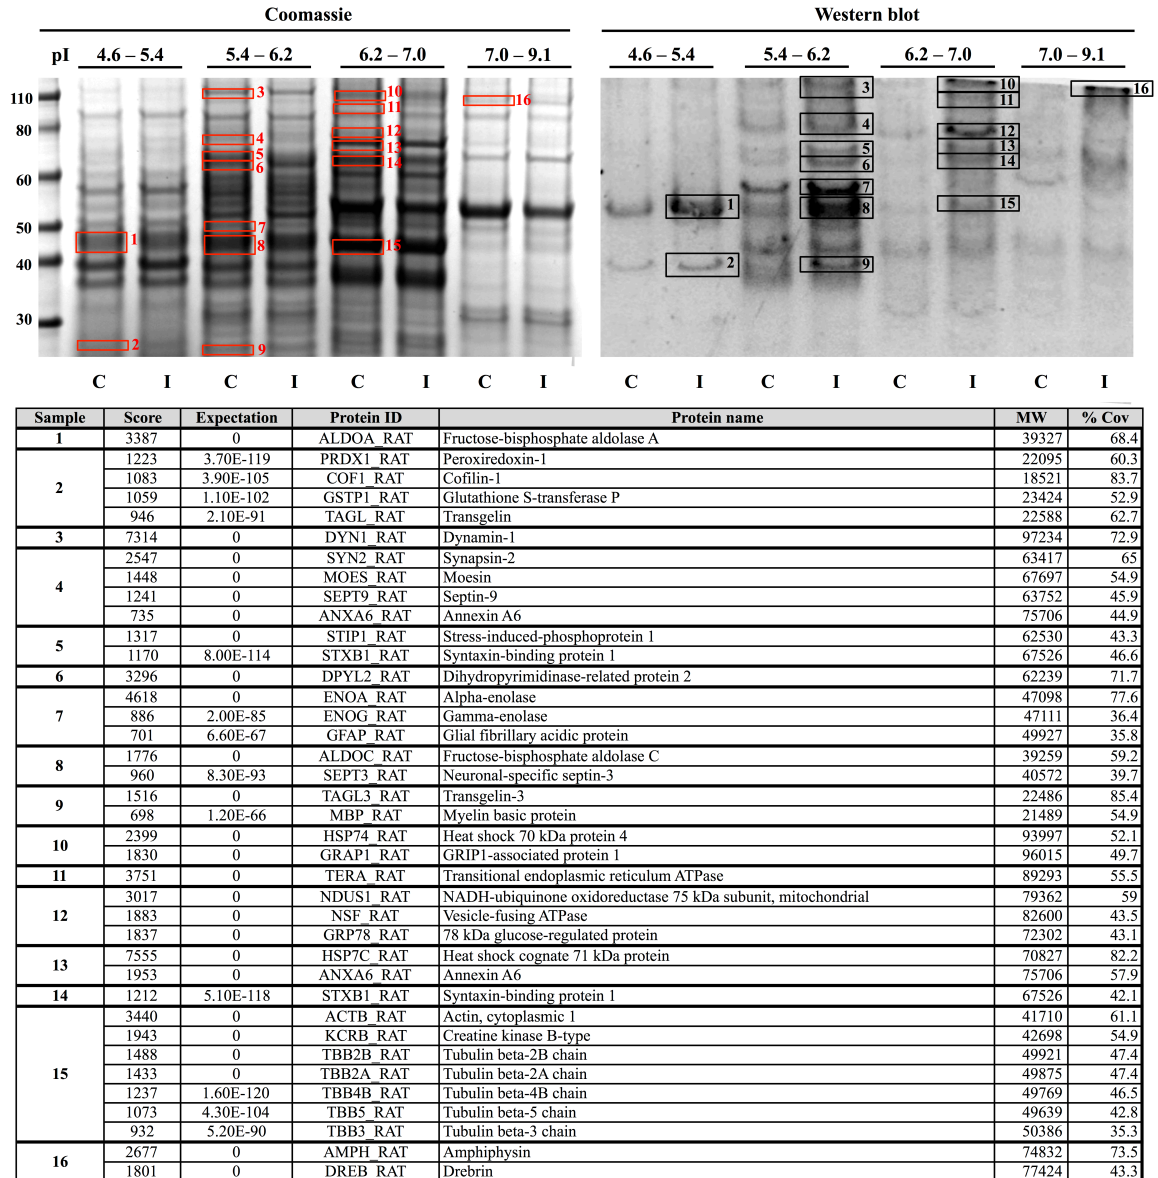 Coomassie
Western blot
pI 4.6 – 5.4 5.4 – 6.2 6.2 – 7.0 7.0 – 9.1
4.6 – 5.4 5.4 – 6.2 6.2 – 7.0 7.0 – 9.1
110
80
60
50
40
30
1
2
3
4
5
6
7
8
9
10
11
12
13
14
15
16
1
2
3
4
5
6
7
8
9
10
11
12
13
14
15
16
C I C I C I C I
C I C I C I C I
Sample Score Expectation Protein ID Protein name MW % Cov
1 3387 0 ALDOA_RAT Fructose-bisphosphate aldolase A 39327 68.4
2 1223 3.70E-119 PRDX1_RAT Peroxiredoxin-1 22095 60.3
1083 3.90E-105 COF1_RAT Cofilin-1 18521 83.7
1059 1.10E-102 GSTP1_RAT Glutathione S-transferase P 23424 52.9
946 2.10E-91 TAGL_RAT Transgelin 22588 62.7
3 7314 0 DYN1_RAT Dynamin-1 97234 72.9
4 2547 0 SYN2_RAT Synapsin-2 63417 65
1448 0 MOES_RAT Moesin 67697 54.9
1241 0 SEPT9_RAT Septin-9 63752 45.9
735 0 ANXA6_RAT Annexin A6 75706 44.9
5 1317 0 STIP1_RAT Stress-induced-phosphoprotein 1 62530 43.3
1170 8.00E-114 STXB1_RAT Syntaxin-binding protein 1 67526 46.6
6 3296 0 DPYL2_RAT Dihydropyrimidinase-related protein 2 62239 71.7
7 4618 0 ENOA_RAT Alpha-enolase 47098 77.6
886 2.00E-85 ENOG_RAT Gamma-enolase 47111 36.4
701 6.60E-67 GFAP_RAT Glial fibrillary acidic protein 49927 35.8
8 1776 0 ALDOC_RAT Fructose-bisphosphate aldolase C 39259 59.2
960 8.30E-93 SEPT3_RAT Neuronal-specific septin-3 40572 39.7
9 1516 0 TAGL3_RAT Transgelin-3 22486 85.4
698 1.20E-66 MBP_RAT Myelin basic protein 21489 54.9
10 2399 0 HSP74_RAT Heat shock 70 kDa protein 4 93997 52.1
1830 0 GRAP1_RAT GRIP1-associated protein 1 96015 49.7
11 3751 0 TERA_RAT Transitional endoplasmic reticulum ATPase 89293 55.5
12 3017 0 NDUS1_RAT NADH-ubiquinone oxidoreductase 75 kDa subunit, mitochondrial 79362 59
1883 0 NSF_RAT Vesicle-fusing ATPase 82600 43.5
1837 0 GRP78_RAT 78 kDa glucose-regulated protein 72302 43.1
13 7555 0 HSP7C_RAT Heat shock cognate 71 kDa protein 70827 82.2
1953 0 ANXA6_RAT Annexin A6 75706 57.9
14 1212 5.10E-118 STXB1_RAT Syntaxin-binding protein 1 67526 42.1
15 3440 0 ACTB_RAT Actin, cytoplasmic 1 41710 61.1
1943 0 KCRB_RAT Creatine kinase B-type 42698 54.9
1488 0 TBB2B_RAT Tubulin beta-2B chain 49921 47.4
1433 0 TBB2A_RAT Tubulin beta-2A chain 49875 47.4
1237 1.60E-120 TBB4B_RAT Tubulin beta-4B chain 49769 46.5
1073 4.30E-104 TBB5_RAT Tubulin beta-5 chain 49639 42.8
932 5.20E-90 TBB3_RAT Tubulin beta-3 chain 50386 35.3
16 2677 0 AMPH_RAT Amphiphysin 74832 73.5
1801 0 DREB_RAT Drebrin 77424 43.3